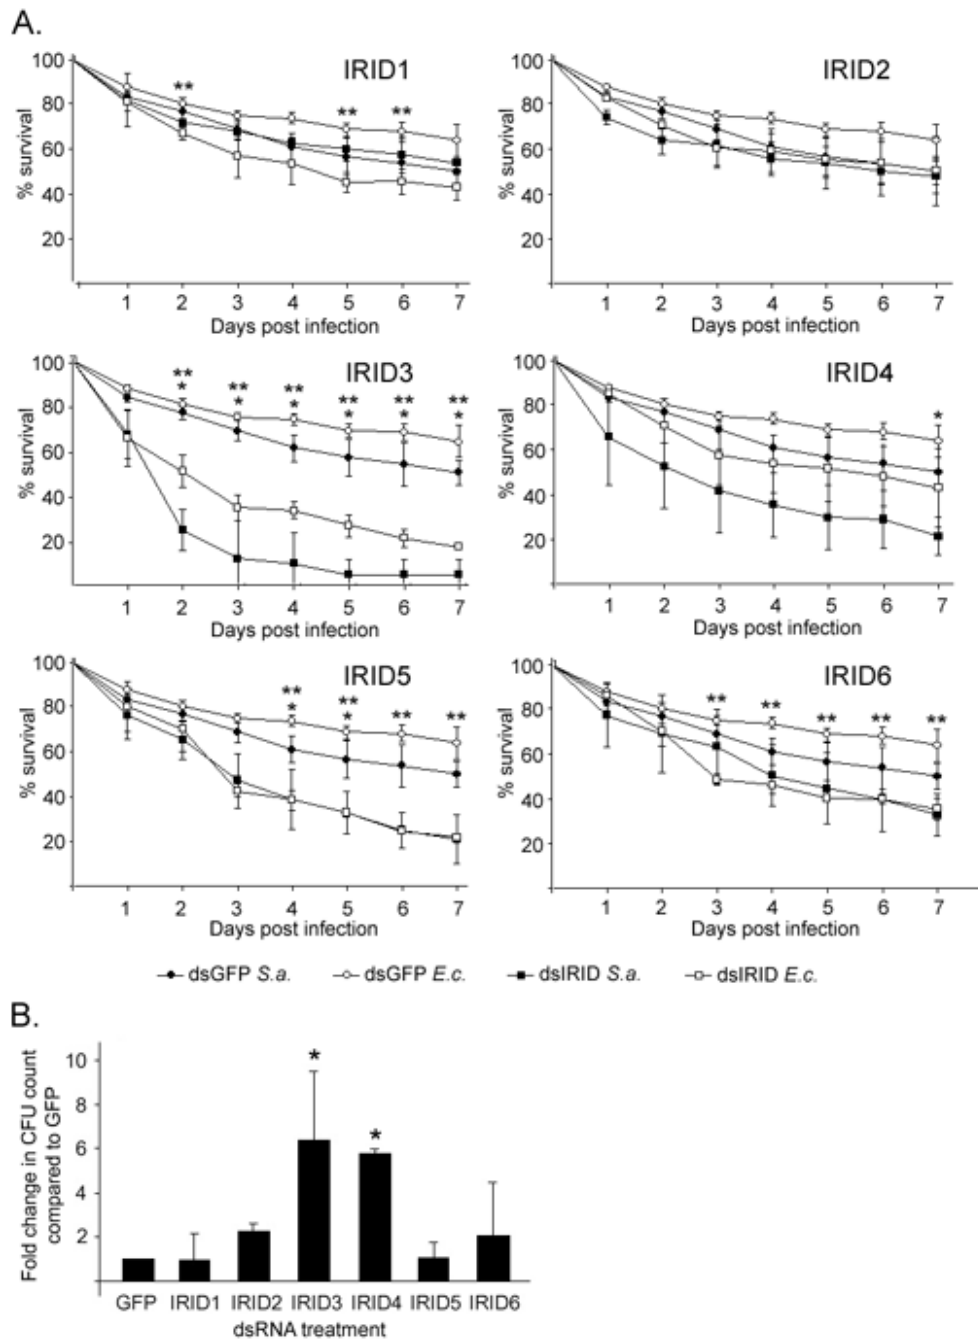 A.
IRID1
IRID2
100
80
60
40
20
% survival
**
** **
1 2 3 4 5 6 7
Days post infection
100
80
60
40
20
% survival
1 2 3 4 5 6 7
Days post infection
IRID3
IRID4
100
80
60
40
20
% survival
** ** ** ** ** **
* * * * * *
1 2 3 4 5 6 7
Days post infection
100
80
60
40
20
% survival
*
1 2 3 4 5 6 7
Days post infection
IRID5
IRID6
100
80
60
40
20
% survival
** ** ** **
* *
1 2 3 4 5 6 7
Days post infection
100
80
60
40
20
% survival
** ** ** ** **
1 2 3 4 5 6 7
Days post infection
dsGFP S.a. dsGFP E.c. dsIRID S.a. dsIRID E.c.
B.
Fold change in CFU count
compared to GFP
10
8
6
4
2
* *
GFP IRID1 IRID2 IRID3 IRID4 IRID5 IRID6
dsRNA treatment